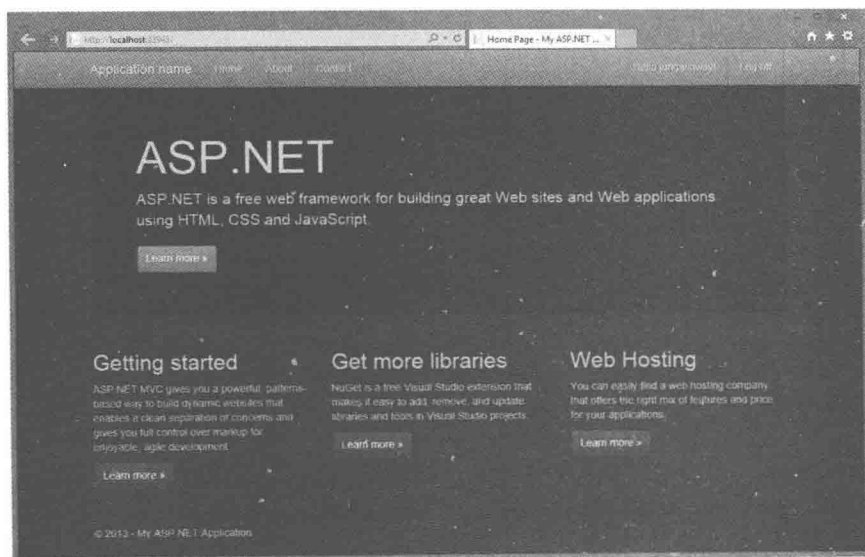 http://localhost:
Home Page - My ASP.NET ...
Application name Home About Contact
Log off
ASP.NET
ASP.NET is a free web framework for building great Web sites and Web applications
using HTML, CSS and JavaScript.
Learn more »
Getting started
ASP.NET MVC gives you a powerful, patterns-
based way to build dynamic websites that
enables a clean separation of concerns and
gives you full control over markup for
enjoyable, agile development.
Learn more »
Get more libraries
NuGet is a free Visual Studio extension that
makes it easy to add, remove, and update
libraries and tools in Visual Studio projects.
Learn more »
Web Hosting
You can easily find a web hosting company
that offers the right mix of features and price
for your applications.
Learn more »
© 2013 - My ASP.NET Application